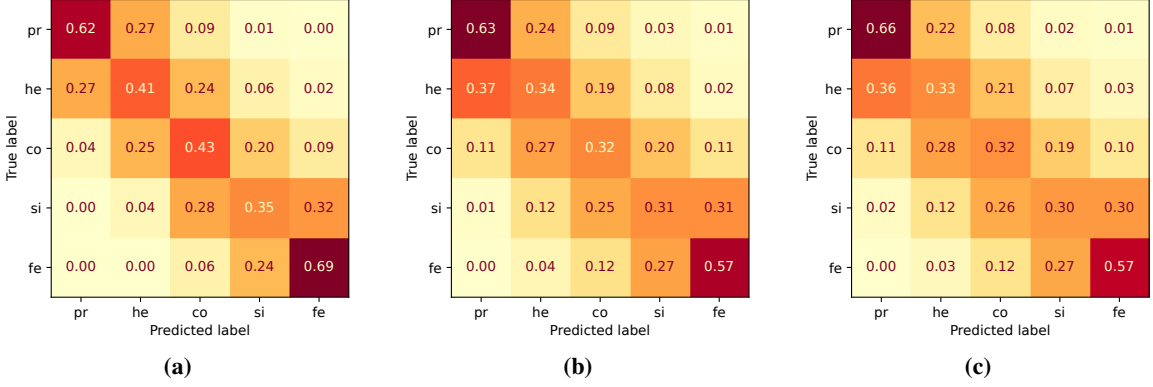 pr 0.62 0.27 0.09 0.01 0.00
he 0.27 0.41 0.24 0.06 0.02
co 0.04 0.25 0.43 0.20 0.09
si 0.00 0.04 0.28 0.35 0.32
fe 0.00 0.00 0.06 0.24 0.69
True label
pr he co si fe
Predicted label
(a)
pr 0.63 0.24 0.09 0.03 0.01
he 0.37 0.34 0.19 0.08 0.02
co 0.11 0.27 0.32 0.20 0.11
si 0.01 0.12 0.25 0.31 0.31
fe 0.00 0.04 0.12 0.27 0.57
True label
pr he co si fe
Predicted label
(b)
pr 0.66 0.22 0.08 0.02 0.01
he 0.36 0.33 0.21 0.07 0.03
co 0.11 0.28 0.32 0.19 0.10
si 0.02 0.12 0.26 0.30 0.30
fe 0.00 0.03 0.12 0.27 0.57
True label
pr he co si fe
Predicted label
(c)